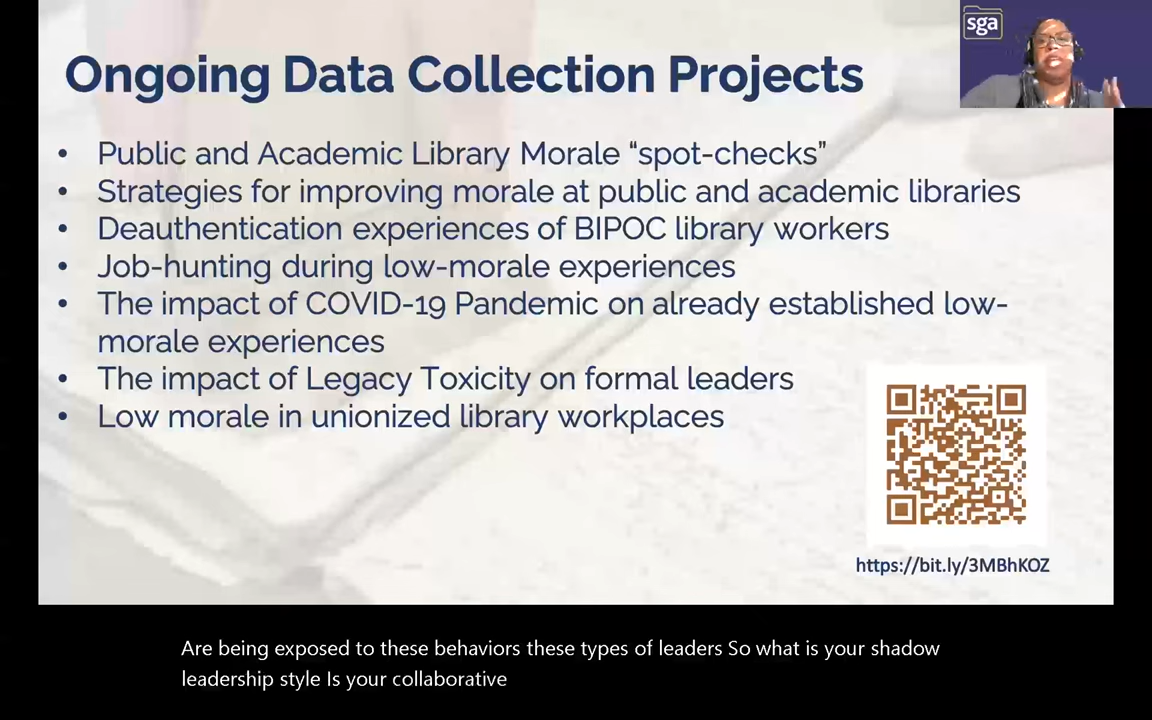 sga
Ongoing Data Collection Projects
• Public and Academic Library Morale “spot-checks”
• Strategies for improving morale at public and academic libraries
• Deauthentication experiences of BIPOC library workers
• Job-hunting during low-morale experiences
• The impact of COVID-19 Pandemic on already established low-
morale experiences
• The impact of Legacy Toxicity on formal leaders
• Low morale in unionized library workplaces
https://bit.ly/3MBhKOZ
Are being exposed to these behaviors these types of leaders So what is your shadow
leadership style Is your collaborative